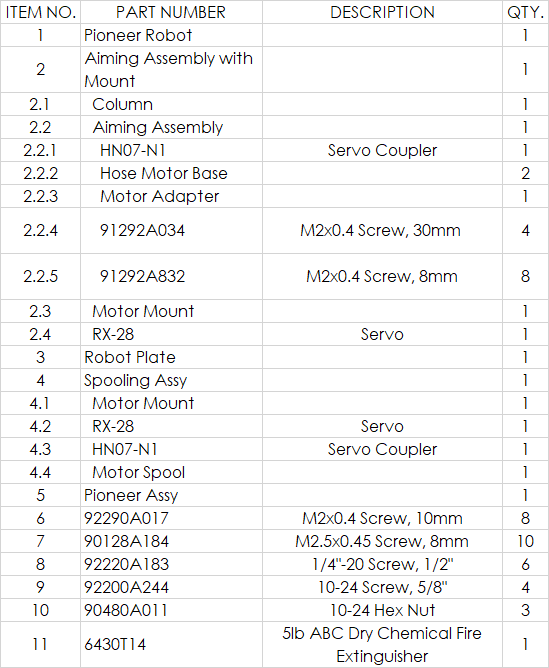 ITEM NO. PART NUMBER DESCRIPTION QTY.
1 Pioneer Robot 1
2 Aiming Assembly with Mount 1
2.1 Column 1
2.2 Aiming Assembly 1
2.2.1 HN07-N1 Servo Coupler 1
2.2.2 Hose Motor Base 2
2.2.3 Motor Adapter 1
2.2.4 91292A034 M2x0.4 Screw, 30mm 4
2.2.5 91292A832 M2x0.4 Screw, 8mm 8
2.3 Motor Mount 1
2.4 RX-28 Servo 1
3 Robot Plate 1
4 Spooling Assy 1
4.1 Motor Mount 1
4.2 RX-28 Servo 1
4.3 HN07-N1 Servo Coupler 1
4.4 Motor Spool 1
5 Pioneer Assy 1
6 92290A017 M2x0.4 Screw, 10mm 8
7 90128A184 M2.5x0.45 Screw, 8mm 10
8 92220A183 1/4"-20 Screw, 1/2" 6
9 92200A244 10-24 Screw, 5/8" 4
10 90480A011 10-24 Hex Nut 3
11 6430T14 5lb ABC Dry Chemical Fire Extinguisher 1